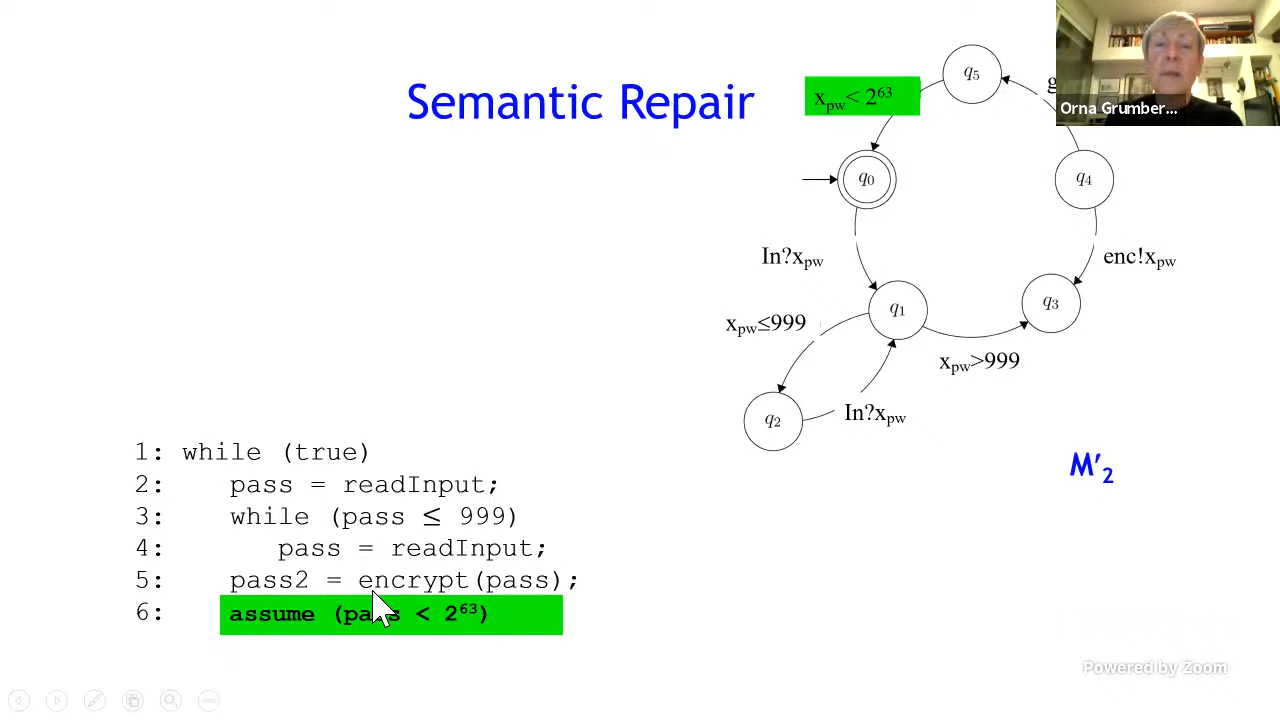 Semantic Repair
x_pw < 2^63
q5
g
Orna Grumber...
q0
q4
In?x_pw
enc!x_pw
q1
q3
x_pw≤999
x_pw>999
q2
In?x_pw
M'2
1: while (true)
2: pass = readInput;
3: while (pass ≤ 999)
4: pass = readInput;
5: pass2 = encrypt(pass);
6: assume (pass < 2^63)
Powered by Zoom